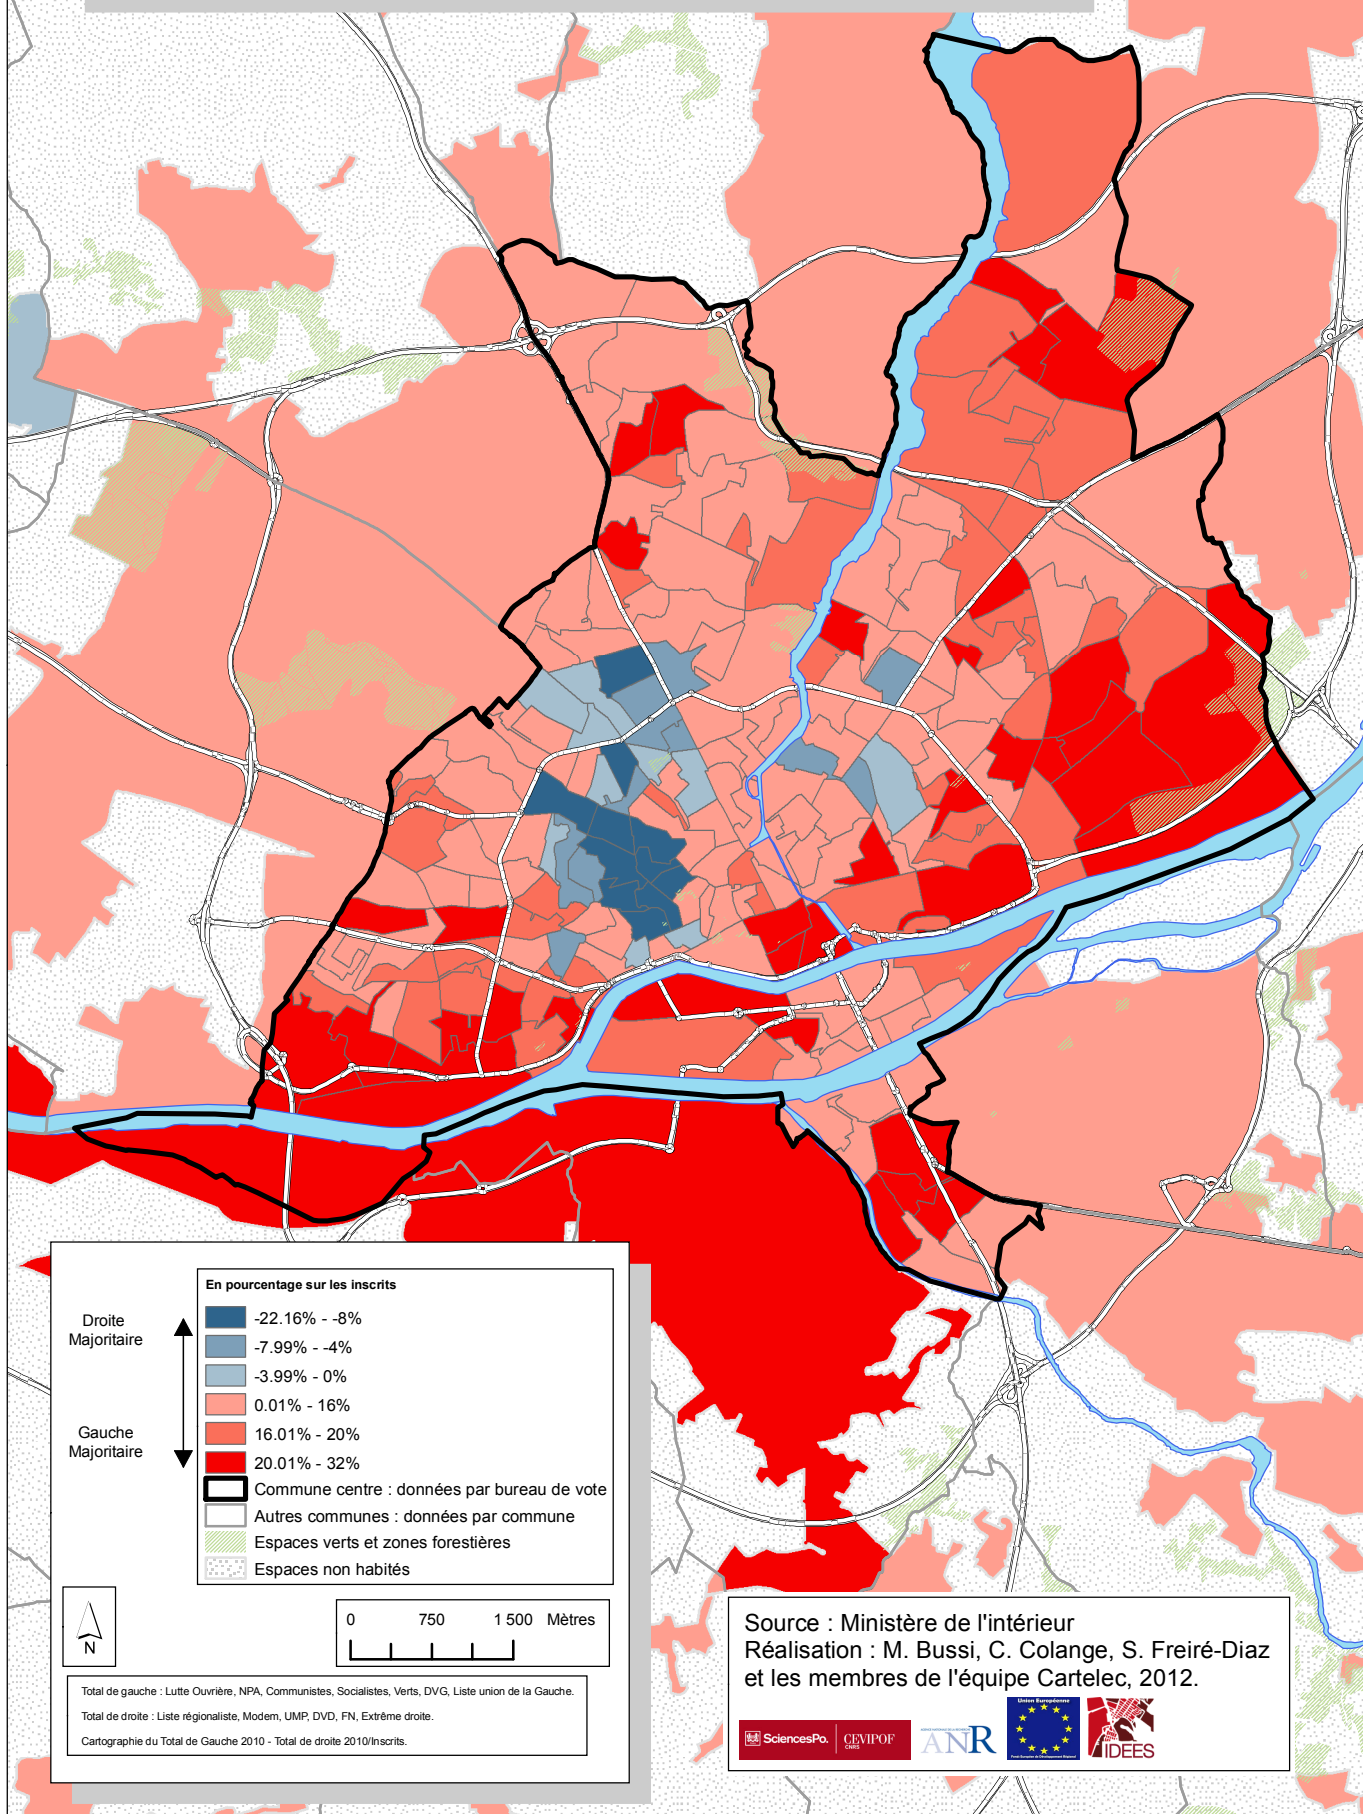 En pourcentage sur les inscrits
Droite
Majoritaire
Gauche
Majoritaire
-22.16% - -8%
-7.99% - -4%
-3.99% - 0%
0.01% - 16%
16.01% - 20%
20.01% - 32%
Commune centre : données par bureau de vote
Autres communes : données par commune
Espaces verts et zones forestières
Espaces non habités
N
0 750 1 500 Mètres
Total de gauche : Lutte Ouvrière, NPA, Communistes, Socialistes, Verts, DVG, Liste union de la Gauche.
Total de droite : Liste régionaliste, Modem, UMP, DVD, FN, Extrême droite.
Cartographie du Total de Gauche 2010 - Total de droite 2010/Inscrits.
Source : Ministère de l'intérieur
Réalisation : M. Bussi, C. Colange, S. Freiré-Diaz
et les membres de l'équipe Cartelec, 2012.
SciencesPo.
CEVIPOF
CNRS
ANR
Union Européenne
IDEES